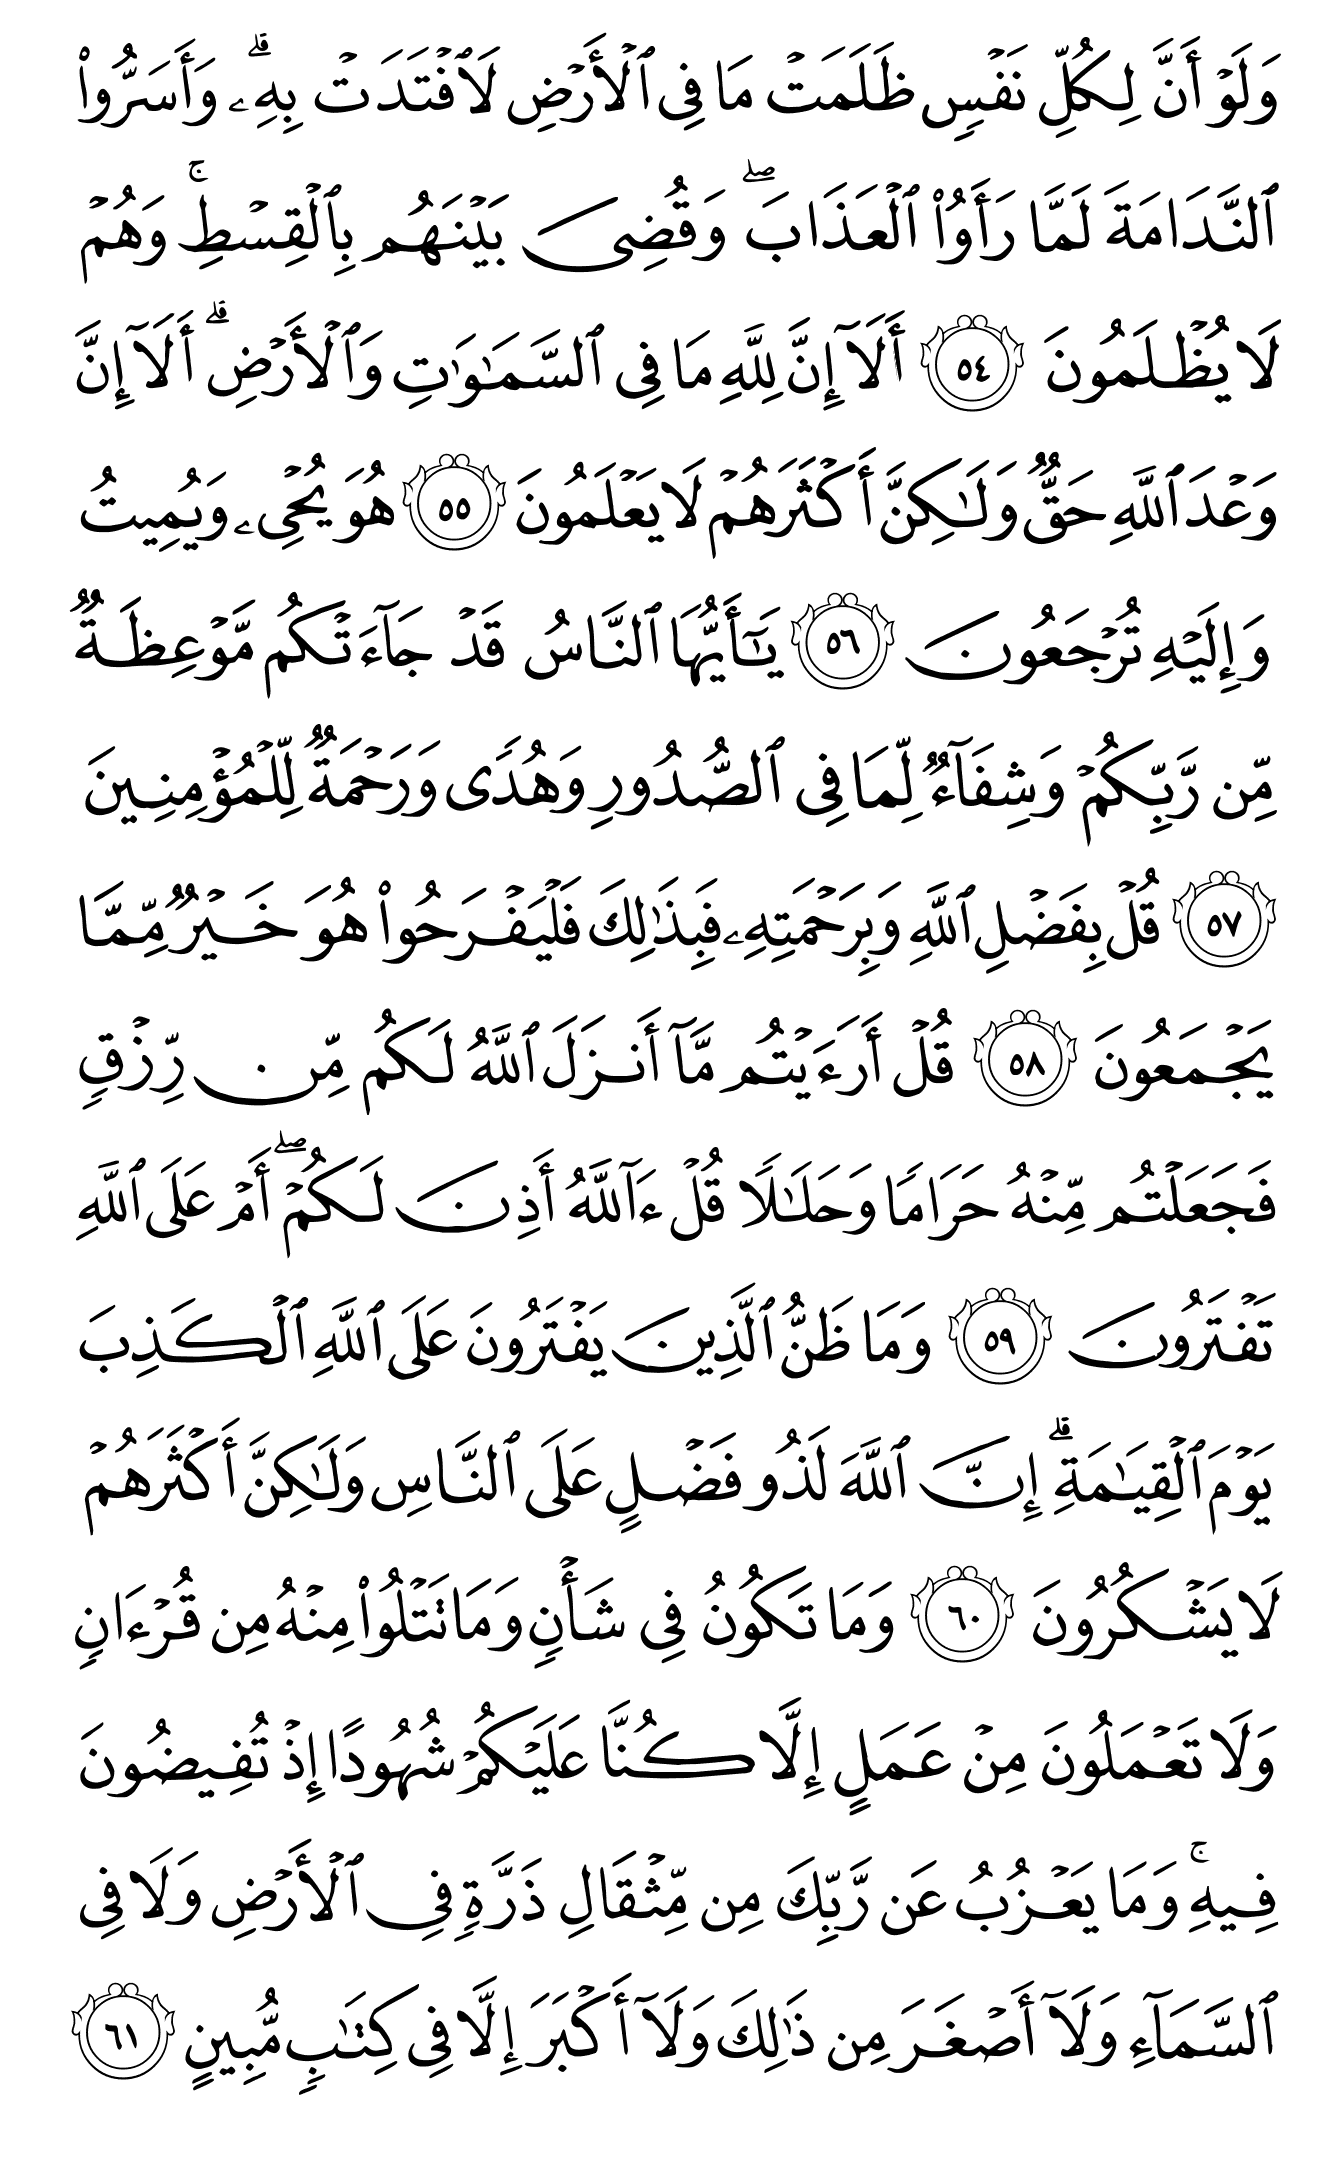 وَلَوۡ أَنَّ لِكُلِّ نَفۡسٖ ظَلَمَتۡ مَا فِي ٱلۡأَرۡضِ لَٱفۡتَدَتۡ بِهِۦۗ وَأَسَرُّواْ
ٱلنَّدَامَةَ لَمَّا رَأَوُاْ ٱلۡعَذَابَۖ وَقُضِيَ بَيۡنَهُم بِٱلۡقِسۡطِۚ وَهُمۡ
لَا يُظۡلَمُونَ ٥٤ أَلَآ إِنَّ لِلَّهِ مَا فِي ٱلسَّمَٰوَٰتِ وَٱلۡأَرۡضِۗ أَلَآ إِنَّ
وَعۡدَ ٱللَّهِ حَقّٞ وَلَٰكِنَّ أَكۡثَرَهُمۡ لَا يَعۡلَمُونَ ٥٥ هُوَ يُحۡيِۦ وَيُمِيتُ
وَإِلَيۡهِ تُرۡجَعُونَ ٥٦ يَٰٓأَيُّهَا ٱلنَّاسُ قَدۡ جَآءَتۡكُم مَّوۡعِظَةٞ
مِّن رَّبِّكُمۡ وَشِفَآءٞ لِّمَا فِي ٱلصُّدُورِ وَهُدٗى وَرَحۡمَةٞ لِّلۡمُؤۡمِنِينَ
٥٧ قُلۡ بِفَضۡلِ ٱللَّهِ وَبِرَحۡمَتِهِۦ فَبِذَٰلِكَ فَلۡيَفۡرَحُواْ هُوَ خَيۡرٞ مِّمَّا
يَجۡمَعُونَ ٥٨ قُلۡ أَرَءَيۡتُم مَّآ أَنزَلَ ٱللَّهُ لَكُم مِّن رِّزۡقٖ
فَجَعَلۡتُم مِّنۡهُ حَرَامٗا وَحَلَٰلٗا قُلۡ ءَآللَّهُ أَذِنَ لَكُمۡۖ أَمۡ عَلَى ٱللَّهِ
تَفۡتَرُونَ ٥٩ وَمَا ظَنُّ ٱلَّذِينَ يَفۡتَرُونَ عَلَى ٱللَّهِ ٱلۡكَذِبَ
يَوۡمَ ٱلۡقِيَٰمَةِۗ إِنَّ ٱللَّهَ لَذُو فَضۡلٍ عَلَى ٱلنَّاسِ وَلَٰكِنَّ أَكۡثَرَهُمۡ
لَا يَشۡكُرُونَ ٦٠ وَمَا تَكُونُ فِي شَأۡنٖ وَمَا تَتۡلُواْ مِنۡهُ مِن قُرۡءَانٖ
وَلَا تَعۡمَلُونَ مِنۡ عَمَلٍ إِلَّا كُنَّا عَلَيۡكُمۡ شُهُودًا إِذۡ تُفِيضُونَ
فِيهِۚ وَمَا يَعۡزُبُ عَن رَّبِّكَ مِن مِّثۡقَالِ ذَرَّةٖ فِي ٱلۡأَرۡضِ وَلَا فِي
ٱلسَّمَآءِ وَلَآ أَصۡغَرَ مِن ذَٰلِكَ وَلَآ أَكۡبَرَ إِلَّا فِي كِتَٰبٖ مُّبِينٍ ٦١